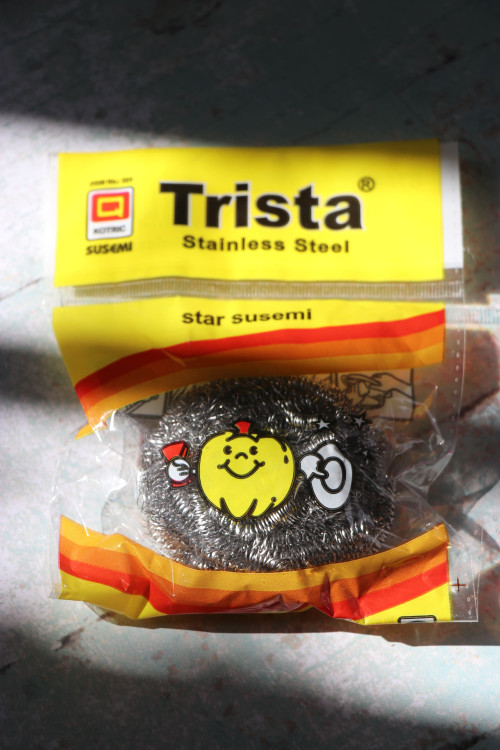 Trista®
KOTRIC
SUSEMI
Stainless Steel
star susemi